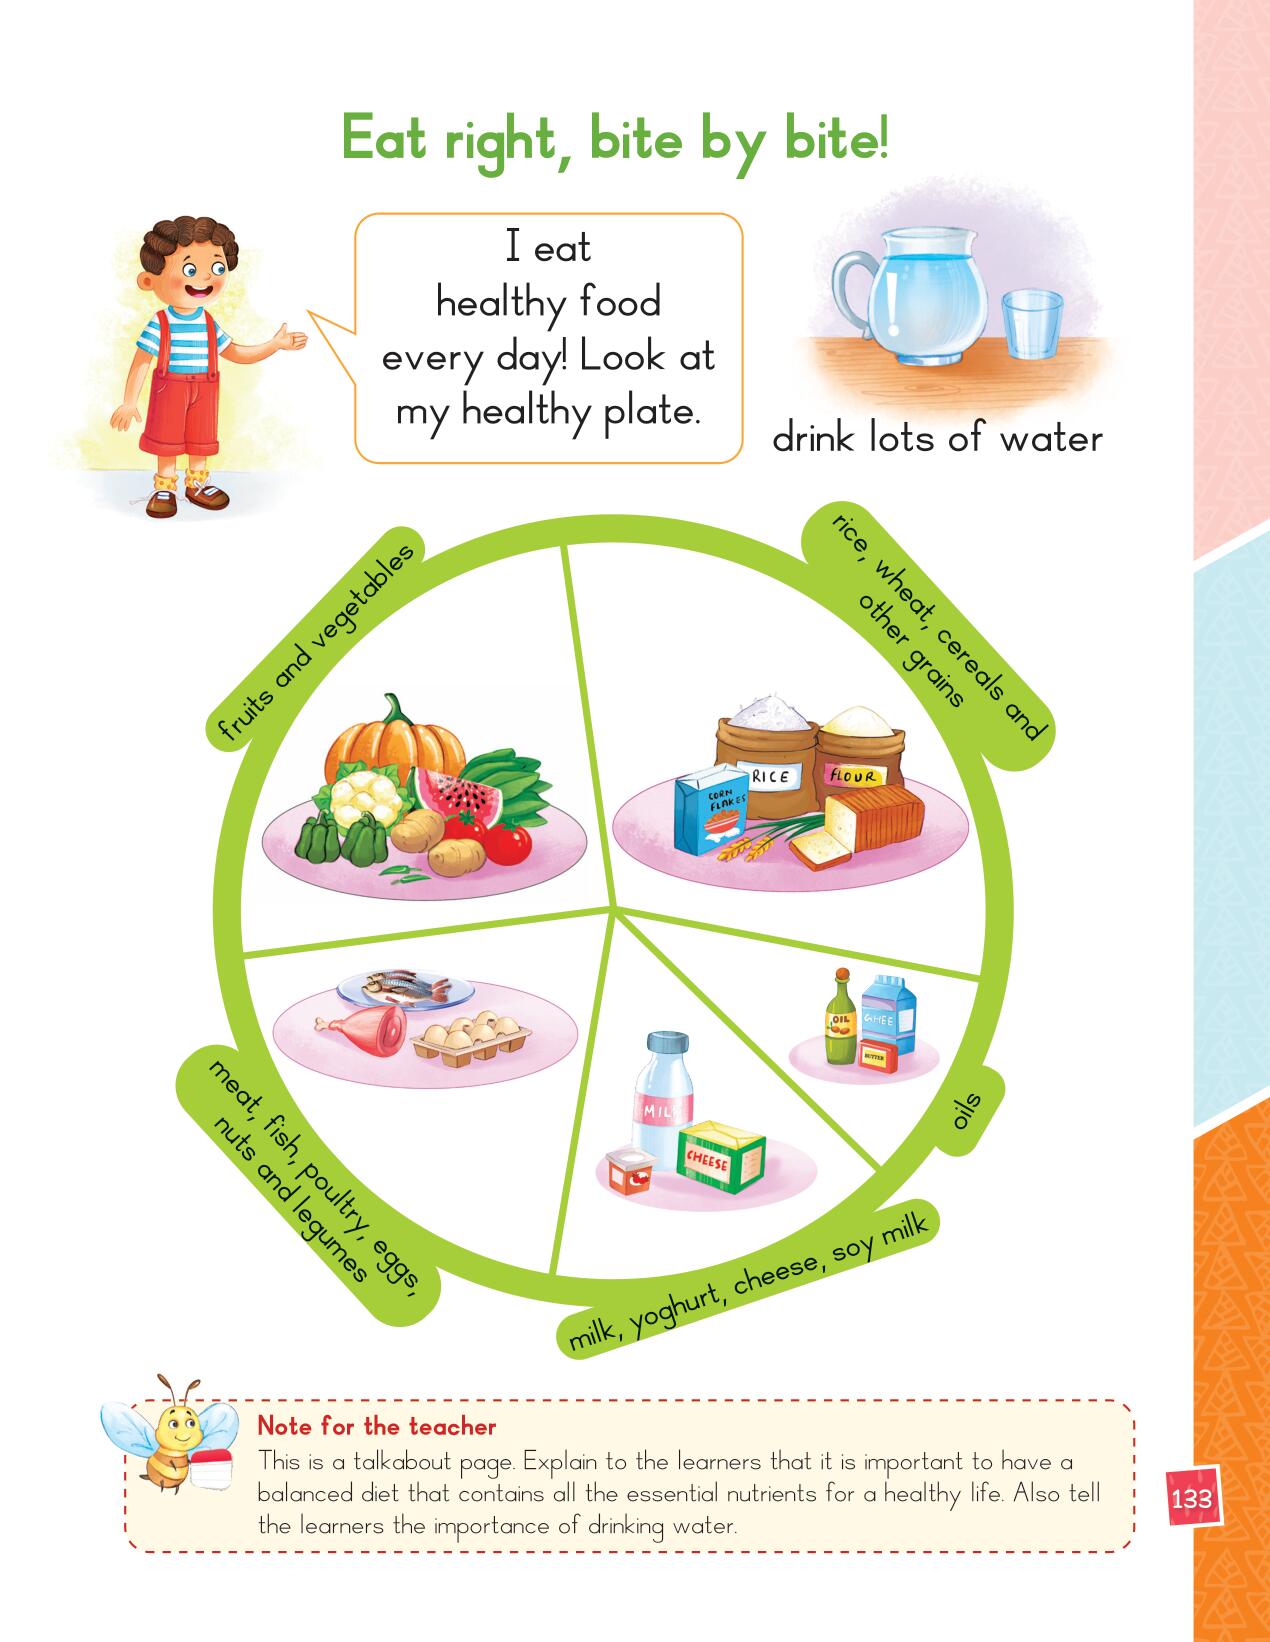 Eat right, bite by bite!
I eat
healthy food
every day! Look at
my healthy plate.
drink lots of water
fruits and vegetables
rice, wheat, cereals and
other grains
RICE
FLOUR
CORN
FLAKES
OIL
GHEE
BUTTER
oils
MILK
CHEESE
meat, fish, poultry, eggs,
nuts and legumes
milk, yoghurt, cheese, soy milk
Note for the teacher
This is a talkabout page. Explain to the learners that it is important to have a
balanced diet that contains all the essential nutrients for a healthy life. Also tell
the learners the importance of drinking water.
133